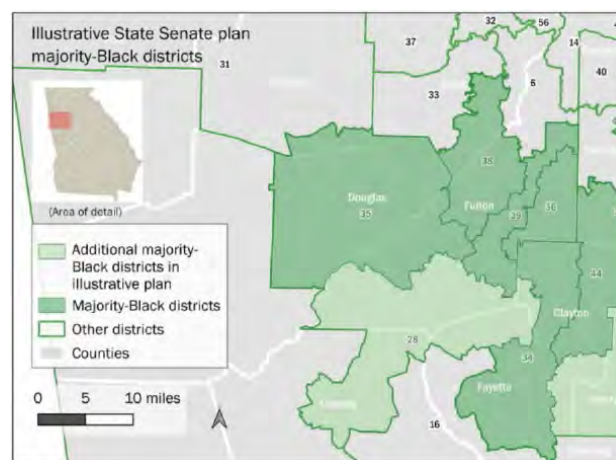 Illustrative State Senate plan
majority-Black districts
(Area of detail)
Additional majority-
Black districts in
illustrative plan
Majority-Black districts
Other districts
Counties
0 5 10 miles
31
37
32
56
14
33
6
40
38
Douglas
35
Fulton
39
36
44
Clayton
28
34
Fayette
16